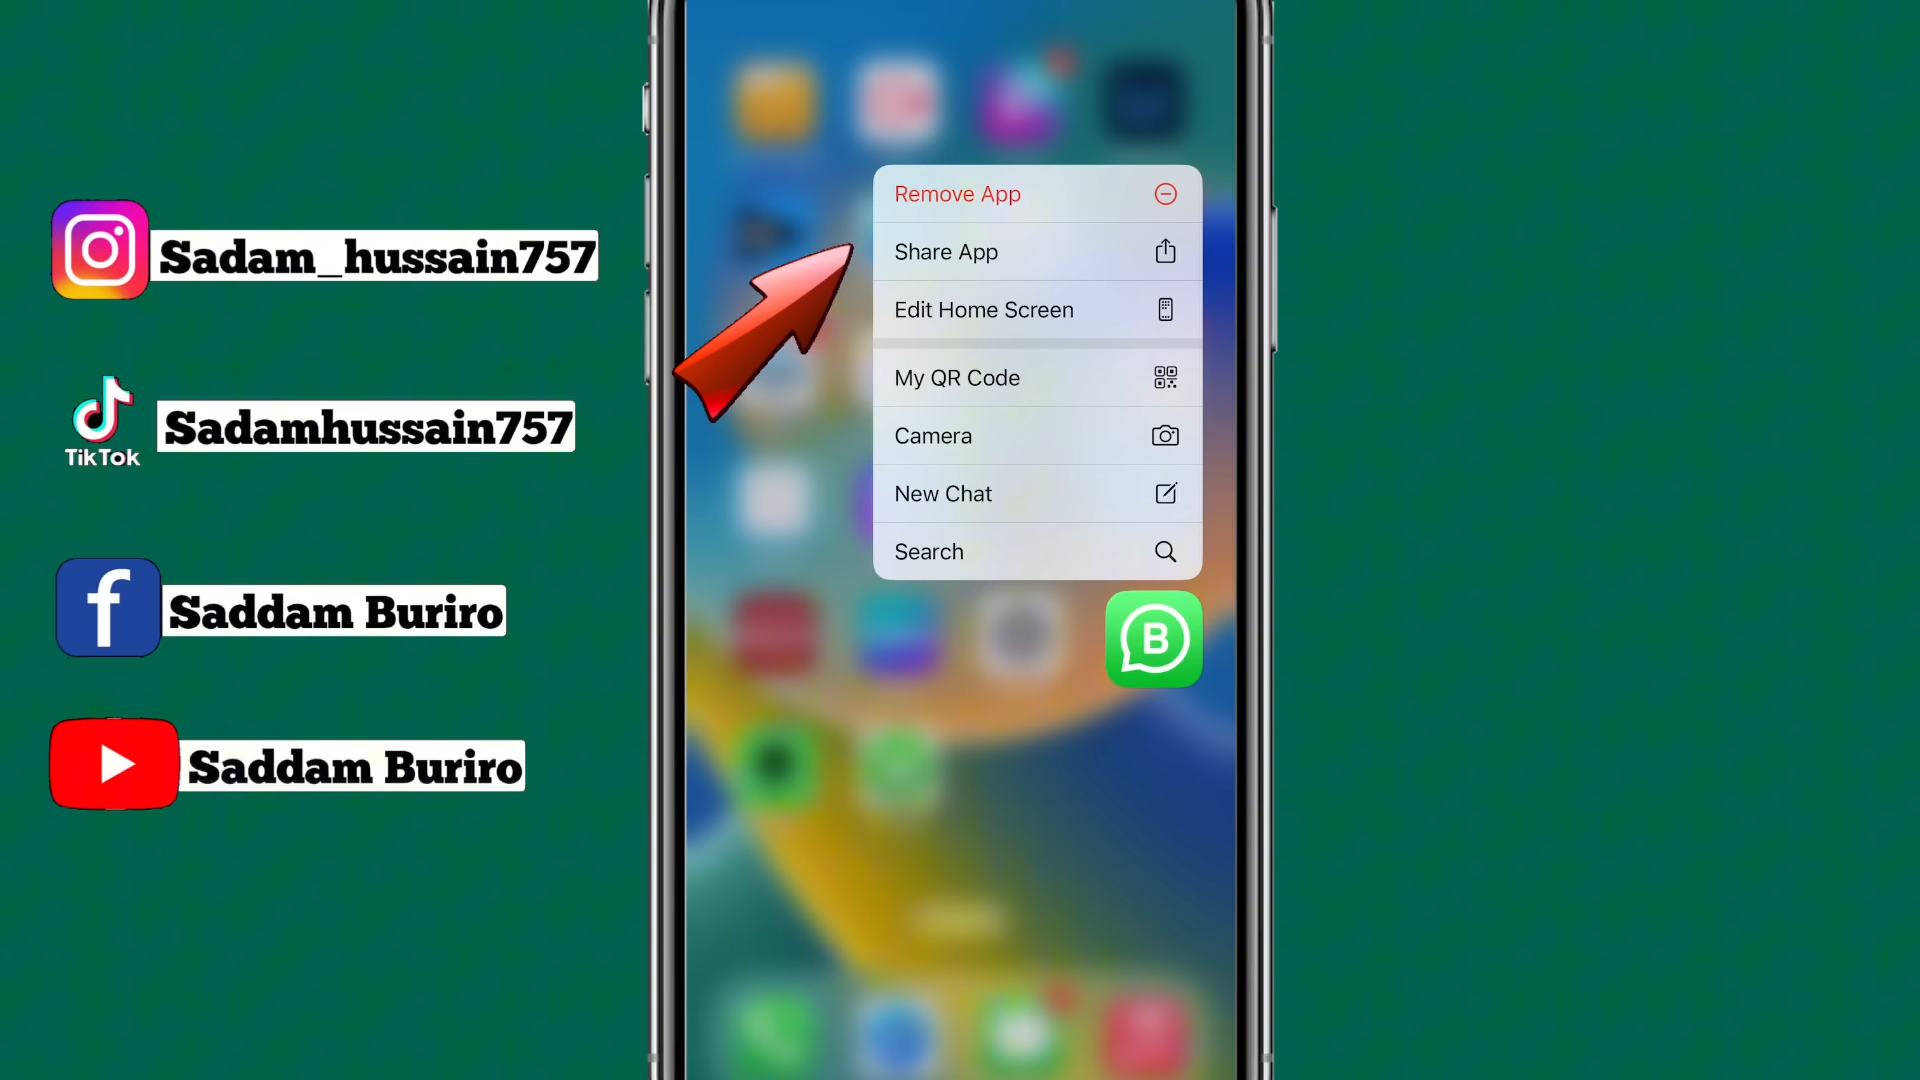 Sadam_hussain757
TikTok
Sadamhussain757
Saddam Buriro
Saddam Buriro
Remove App
Share App
Edit Home Screen
My QR Code
Camera
New Chat
Search
B